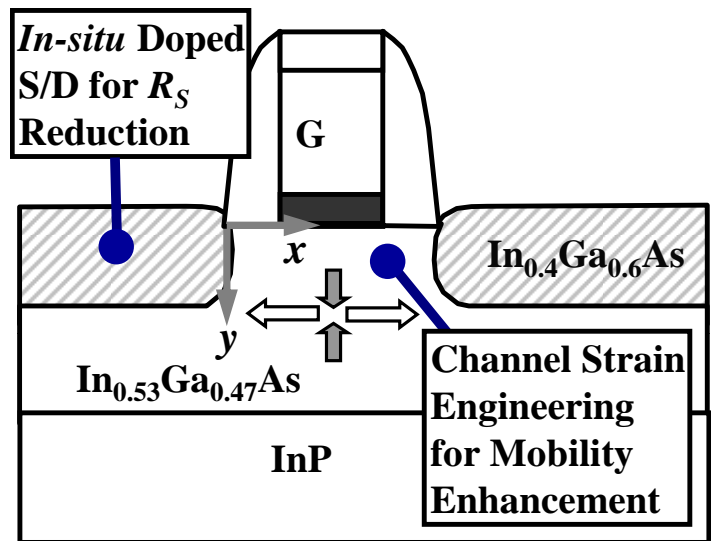 In-situ Doped
S/D for R_S
Reduction
G
x
In₀.₄Ga₀.₆As
y
In₀.₅₃Ga₀.₄₇As
Channel Strain
Engineering
for Mobility
Enhancement
InP